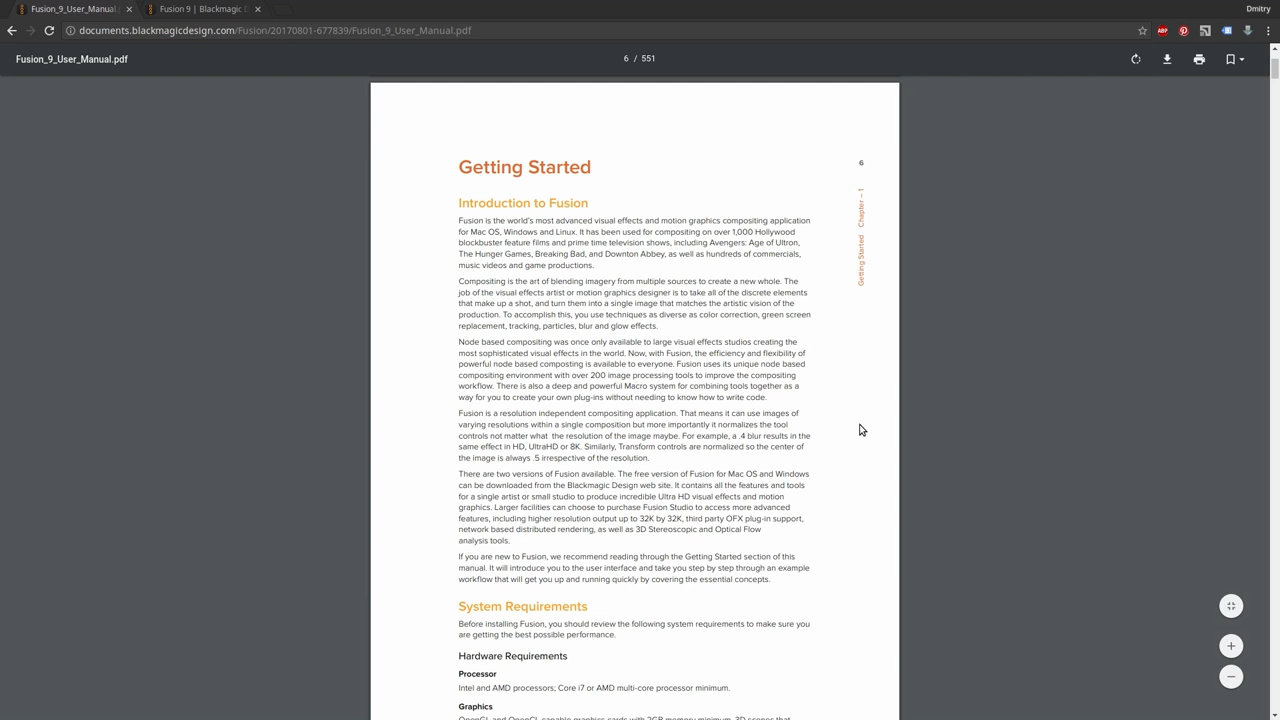 Fusion_9_User_Manual.pdf
Fusion 9 | Blackmagic D
Dmitry
documents.blackmagicdesign.com/Fusion/20170801-677839/Fusion_9_User_Manual.pdf
ABP
Fusion_9_User_Manual.pdf
6 / 551
Getting Started
6
Getting Started Chapter – 1
Introduction to Fusion
Fusion is the world's most advanced visual effects and motion graphics compositing application
for Mac OS, Windows and Linux. It has been used for compositing on over 1,000 Hollywood
blockbuster feature films and prime time television shows, including Avengers: Age of Ultron,
The Hunger Games, Breaking Bad, and Downton Abbey, as well as hundreds of commercials,
music videos and game productions.
Compositing is the art of blending imagery from multiple sources to create a new whole. The
job of the visual effects artist or motion graphics designer is to take all of the discrete elements
that make up a shot, and turn them into a single image that matches the artistic vision of the
production. To accomplish this, you use techniques as diverse as color correction, green screen
replacement, tracking, particles, blur and glow effects.
Node based compositing was once only available to large visual effects studios creating the
most sophisticated visual effects in the world. Now, with Fusion, the efficiency and flexibility of
powerful node based composting is available to everyone. Fusion uses its unique node based
compositing environment with over 200 image processing tools to improve the compositing
workflow. There is also a deep and powerful Macro system for combining tools together as a
way for you to create your own plug-ins without needing to know how to write code.
Fusion is a resolution independent compositing application. That means it can use images of
varying resolutions within a single composition but more importantly it normalizes the tool
controls not matter what the resolution of the image maybe. For example, a .4 blur results in the
same effect in HD, UltraHD or 8K. Similarly, Transform controls are normalized so the center of
the image is always .5 irrespective of the resolution.
There are two versions of Fusion available. The free version of Fusion for Mac OS and Windows
can be downloaded from the Blackmagic Design web site. It contains all the features and tools
for a single artist or small studio to produce incredible Ultra HD visual effects and motion
graphics. Larger facilities can choose to purchase Fusion Studio to access more advanced
features, including higher resolution output up to 32K by 32K, third party OFX plug-in support,
network based distributed rendering, as well as 3D Stereoscopic and Optical Flow
analysis tools.
If you are new to Fusion, we recommend reading through the Getting Started section of this
manual. It will introduce you to the user interface and take you step by step through an example
workflow that will get you up and running quickly by covering the essential concepts.
System Requirements
Before installing Fusion, you should review the following system requirements to make sure you
are getting the best possible performance.
Hardware Requirements
Processor
Intel and AMD processors; Core i7 or AMD multi-core processor minimum.
Graphics
OpenGL and OpenCL capable graphics cards with 2GB memory minimum. 3D scenes that